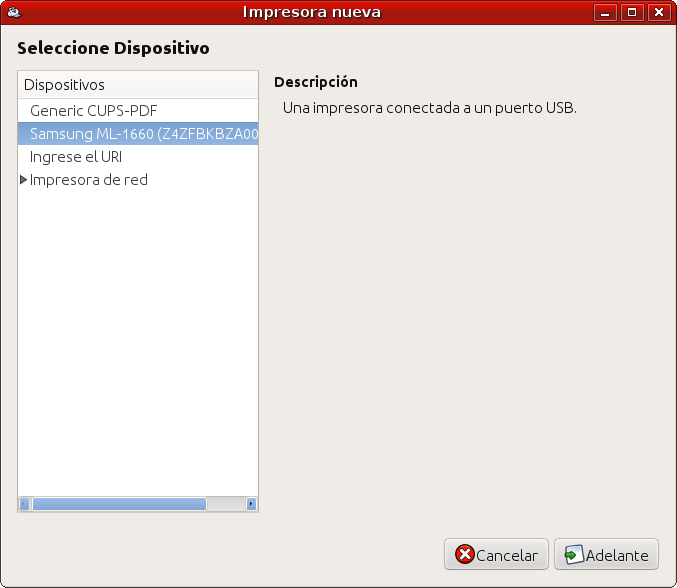 Impresora nueva
Seleccione Dispositivo
Dispositivos
Generic CUPS-PDF
Samsung ML-1660 (Z4ZFBKBZA00
Ingrese el URI
Impresora de red
Descripción
Una impresora conectada a un puerto USB.
Cancelar
Adelante